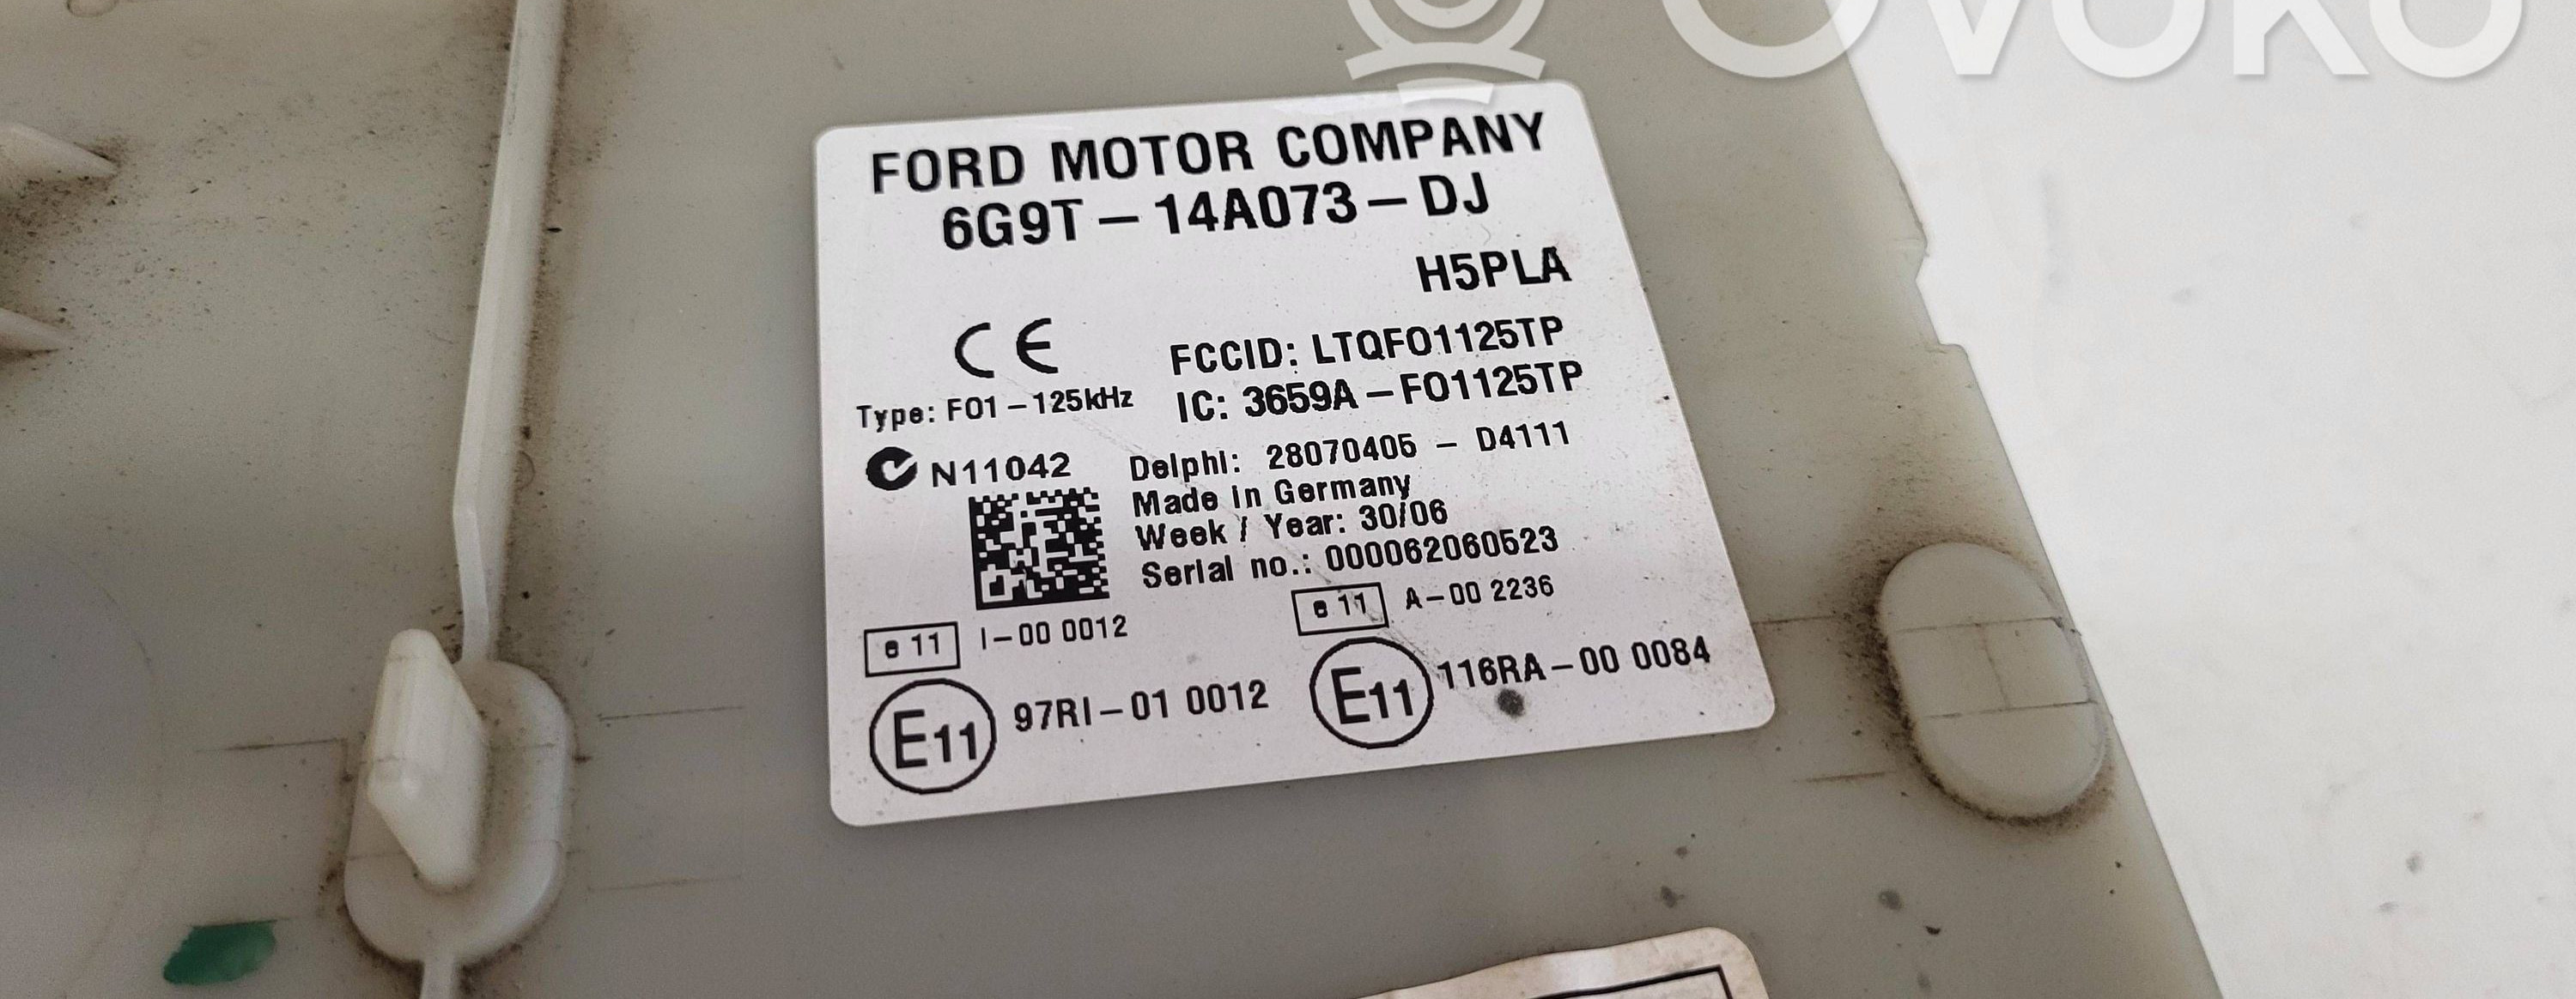 OVOKO
FORD MOTOR COMPANY
6G9T-14A073-DJ
H5PLA
CE
FCCID: LTQFO1125TP
Type: FO1-125kHz
IC: 3659A-FO1125TP
N11042
Delphi: 28070405 - D4111
Made in Germany
Week / Year: 30/06
Serial no.: 000062060523
e 11 I-00 0012
e 11 A-00 2236
E11 97RI-01 0012
E11 116RA-00 0084